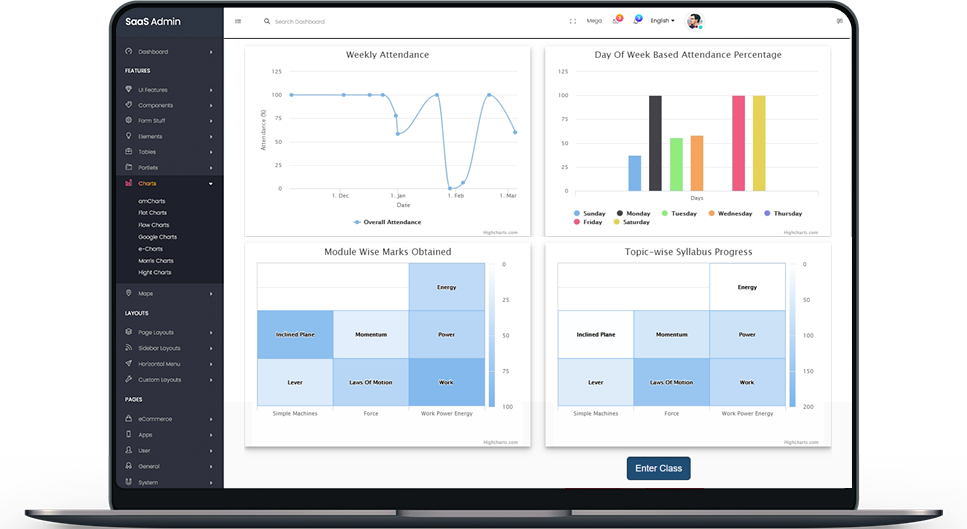 SaaS Admin
Search Dashboard
Mega
English
Dashboard
FEATURES
UI Features
Components
Form Stuff
Elements
Tables
Portlets
Charts
amCharts
Flot Charts
Flow Charts
Google Charts
e-Charts
Morris Charts
Hight Charts
Maps
LAYOUTS
Page Layouts
Sidebar Layouts
Horizontal Menu
Custom Layouts
PAGES
eCommerce
Apps
User
General
System
Weekly Attendance
125
100
75
50
25
0
Attendance (%)
1. Dec
1. Jan
1. Feb
1. Mar
Date
Overall Attendance
Highcharts.com
Day Of Week Based Attendance Percentage
125
100
75
50
25
0
Days
Sunday
Monday
Tuesday
Wednesday
Thursday
Friday
Saturday
Highcharts.com
Module Wise Marks Obtained
Energy
Inclined Plane
Momentum
Power
Lever
Laws Of Motion
Work
Simple Machines
Force
Work Power Energy
0
25
50
75
100
Highcharts.com
Topic-wise Syllabus Progress
Energy
Inclined Plane
Momentum
Power
Lever
Laws Of Motion
Work
Simple Machines
Force
Work Power Energy
0
50
100
150
200
Highcharts.com
Enter Class